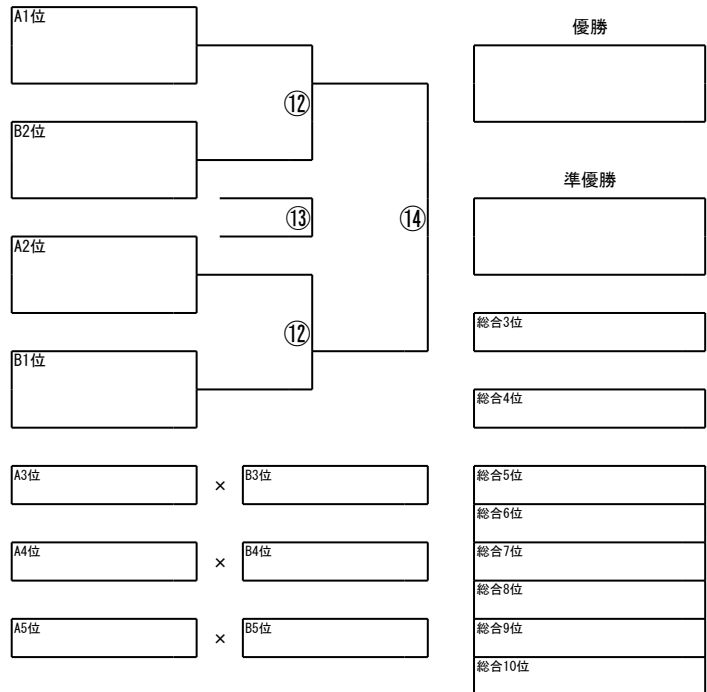 A1位
優勝
⑫
B2位
準優勝
⑬
⑭
A2位
総合3位
⑫
B1位
総合4位
A3位
×
B3位
総合5位
総合6位
A4位
×
B4位
総合7位
総合8位
A5位
×
B5位
総合9位
総合10位